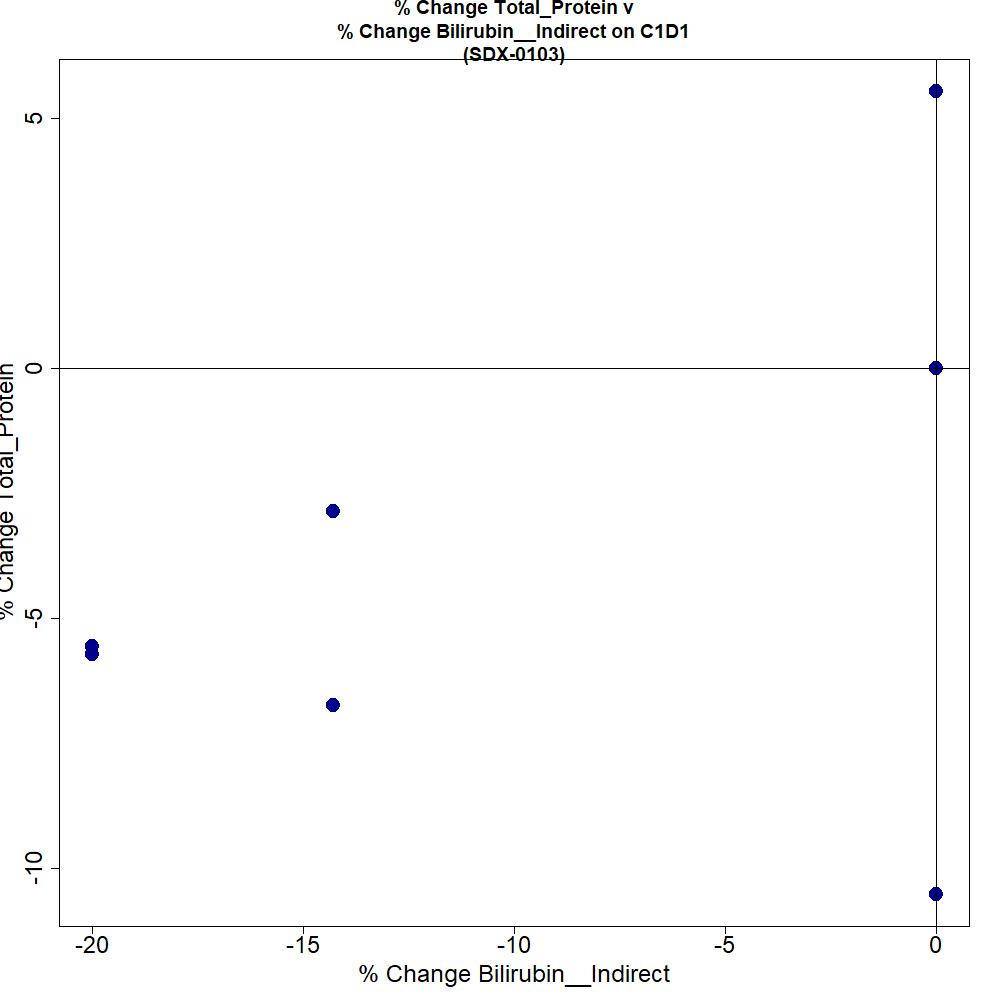 % Change Total_Protein v
% Change Bilirubin__Indirect on C1D1
(SDX-0103)
% Change Total_Protein
5
0
-5
-10
-20
-15
-10
-5
0
% Change Bilirubin__Indirect